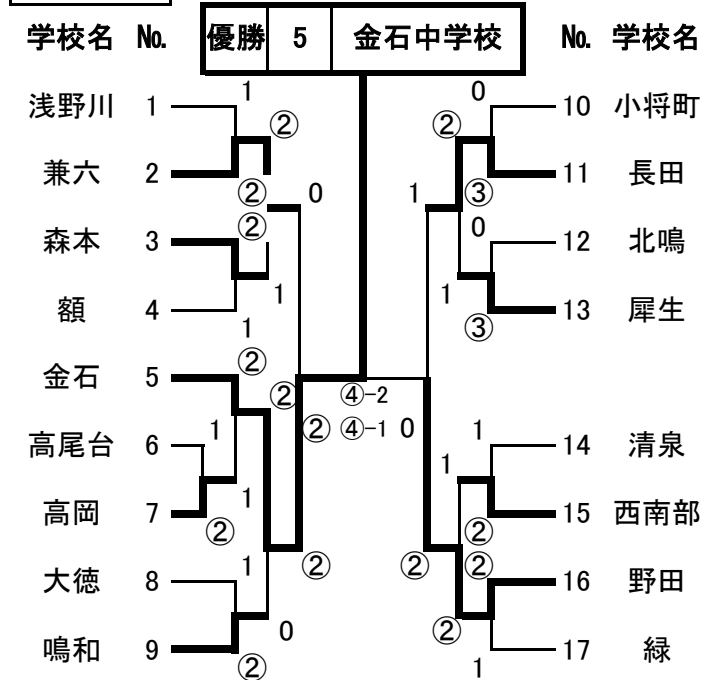 学校名 No. 優勝 5 金石中学校 No. 学校名
1 0
浅野川 1 10 小将町
② ②
兼六 2 11 長田
② 0 1 ③
森本 3 ② 0 12 北鳴
額 4 1 1 13 犀生
1 ③
金石 5 ②
② ④-2
高尾台 6 1 ② ④-1 0 1 14 清泉
1
高岡 7 1 15 西南部
② ②
大徳 8 1 ② ② ② 16 野田
鳴和 9 0 ② 17 緑
② 1